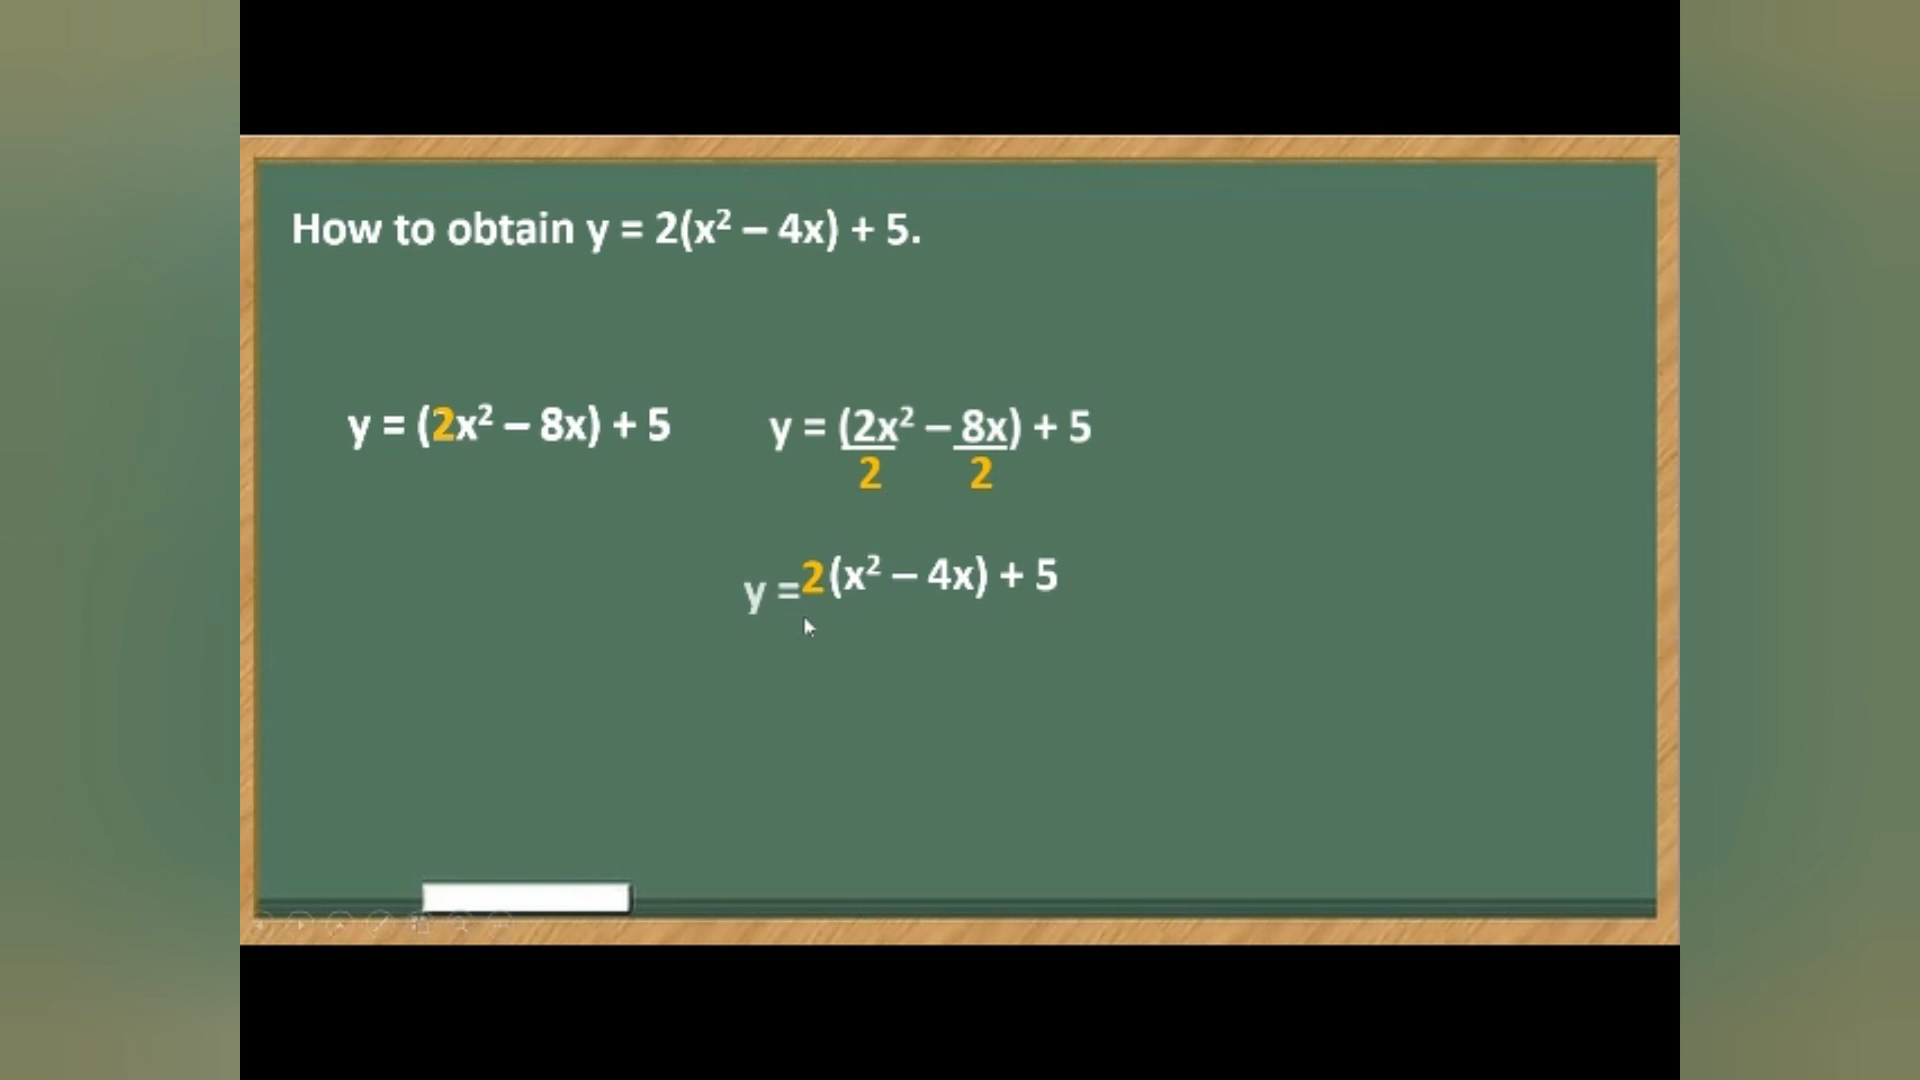 How to obtain y = 2(x² – 4x) + 5.
y = (2x² – 8x) + 5
y = (2x² – 8x) + 5
2 2
y =2(x² – 4x) + 5